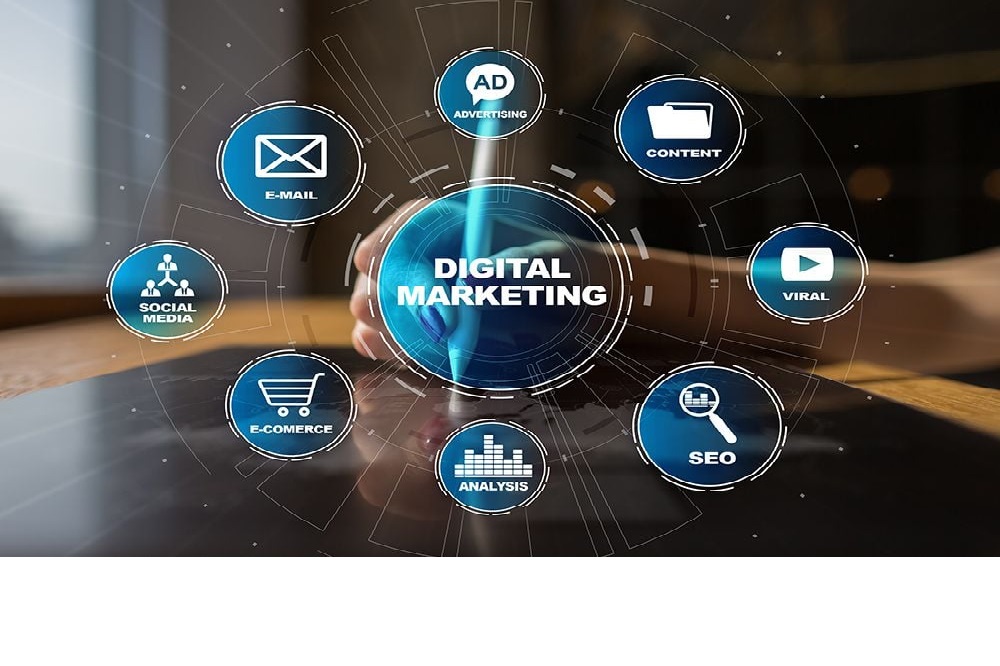 AD
ADVERTISING
CONTENT
E-MAIL
DIGITAL
MARKETING
VIRAL
SOCIAL
MEDIA
E-COMERCE
SEO
ANALYSIS